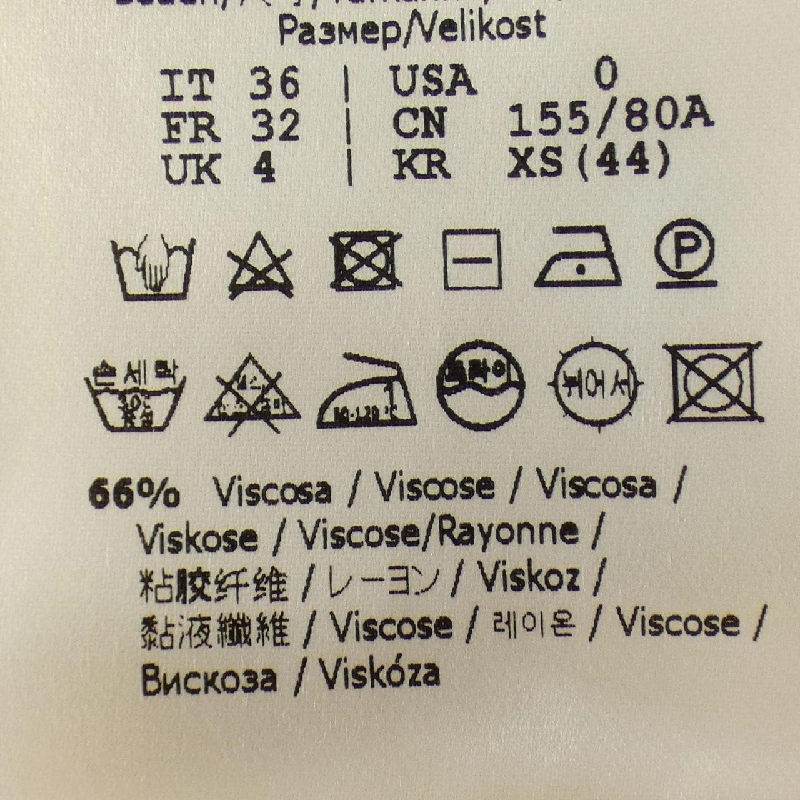 Размер/Velikost
IT 36 | USA 0
FR 32 | CN 155/80A
UK 4 | KR XS(44)
P
손세탁
드라이
뉘어서
66% Viscosa / Viscose / Viscosa /
Viskose / Viscose/Rayonne /
粘胶纤维 / レーヨン / Viskoz /
黏液纖維 / Viscose / 레이온 / Viscose /
Вискоза / Viskóza